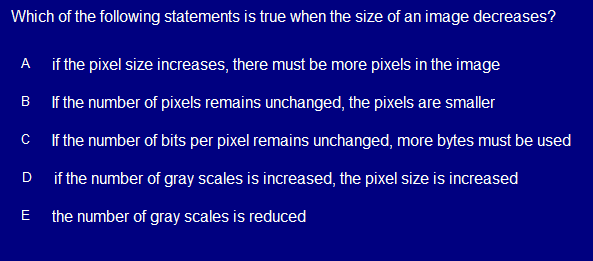 Which of the following statements is true when the size of an image decreases?
A if the pixel size increases, there must be more pixels in the image
B If the number of pixels remains unchanged, the pixels are smaller
C If the number of bits per pixel remains unchanged, more bytes must be used
D if the number of gray scales is increased, the pixel size is increased
E the number of gray scales is reduced